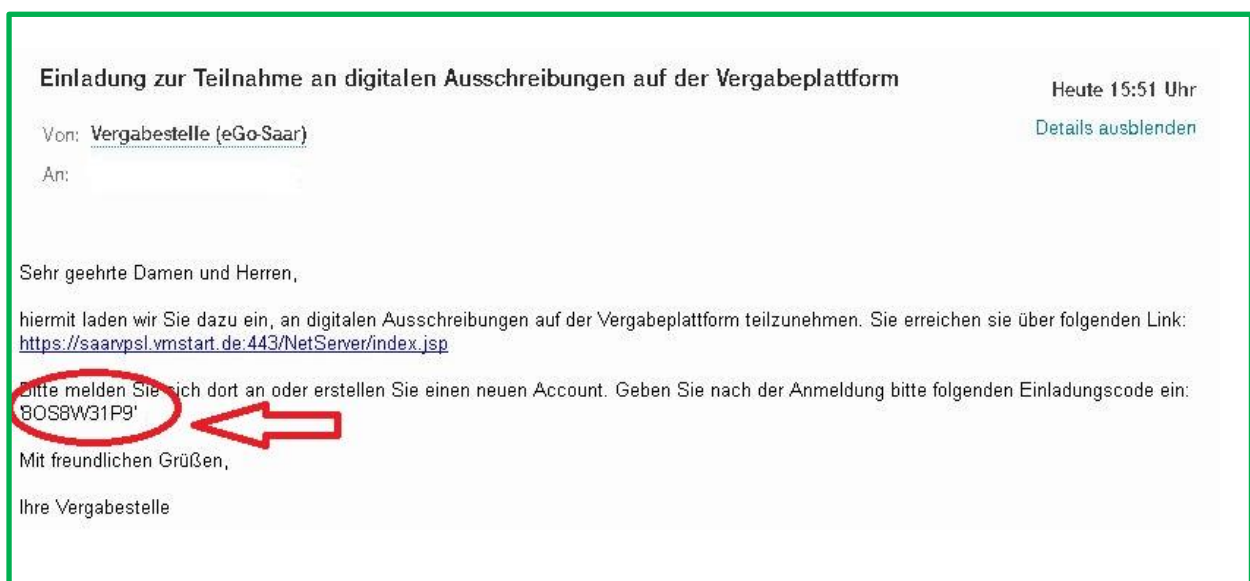 Einladung zur Teilnahme an digitalen Ausschreibungen auf der Vergabeplattform
Heute 15:51 Uhr
Von: Vergabestelle (eGo-Saar)
Details ausblenden
An:
Sehr geehrte Damen und Herren,
hiermit laden wir Sie dazu ein, an digitalen Ausschreibungen auf der Vergabeplattform teilzunehmen. Sie erreichen sie über folgenden Link:
https://saarvpsl.vmstart.de:443/NetServer/index.jsp
Bitte melden Sie sich dort an oder erstellen Sie einen neuen Account. Geben Sie nach der Anmeldung bitte folgenden Einladungscode ein:
'8OS8W31P9'
Mit freundlichen Grüßen,
Ihre Vergabestelle